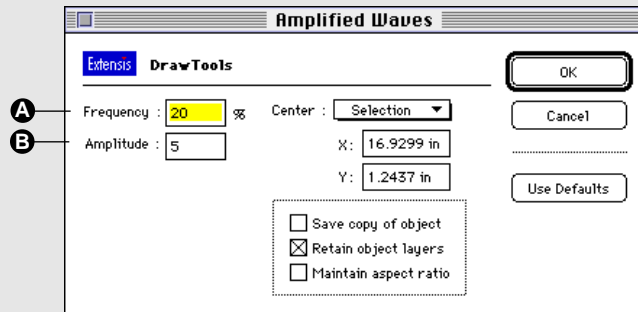 Amplified Waves
Extensis DrawTools
OK
A Frequency : 20 % Center : Selection
Cancel
B Amplitude : 5 X: 16.9299 in
Y: 1.2437 in
Use Defaults
Save copy of object
Retain object layers
Maintain aspect ratio